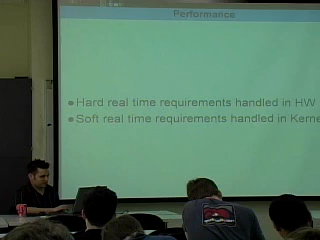 Performance
● Hard real time requirements handled in HW
● Soft real time requirements handled in Kerne